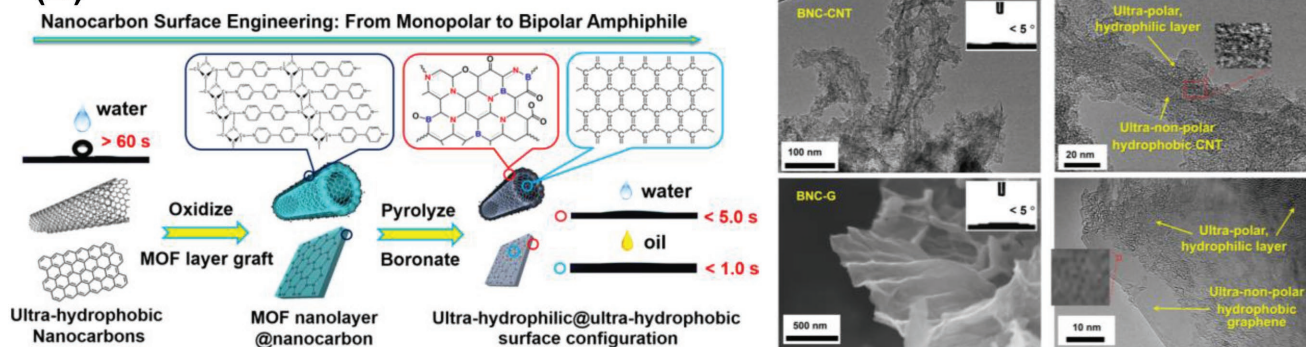 Nanocarbon Surface Engineering: From Monopolar to Bipolar Amphiphile
water
> 60 s
Oxidize
MOF layer graft
Pyrolyze
Boronate
water
< 5.0 s
oil
< 1.0 s
Ultra-hydrophobic
Nanocarbons
MOF nanolayer
@nanocarbon
Ultra-hydrophilic@ultra-hydrophobic
surface configuration
BNC-CNT
< 5 °
100 nm
Ultra-polar,
hydrophilic layer
Ultra-non-polar
hydrophobic CNT
20 nm
BNC-G
< 5 °
500 nm
Ultra-polar,
hydrophilic layer
Ultra-non-polar
hydrophobic
graphene
10 nm